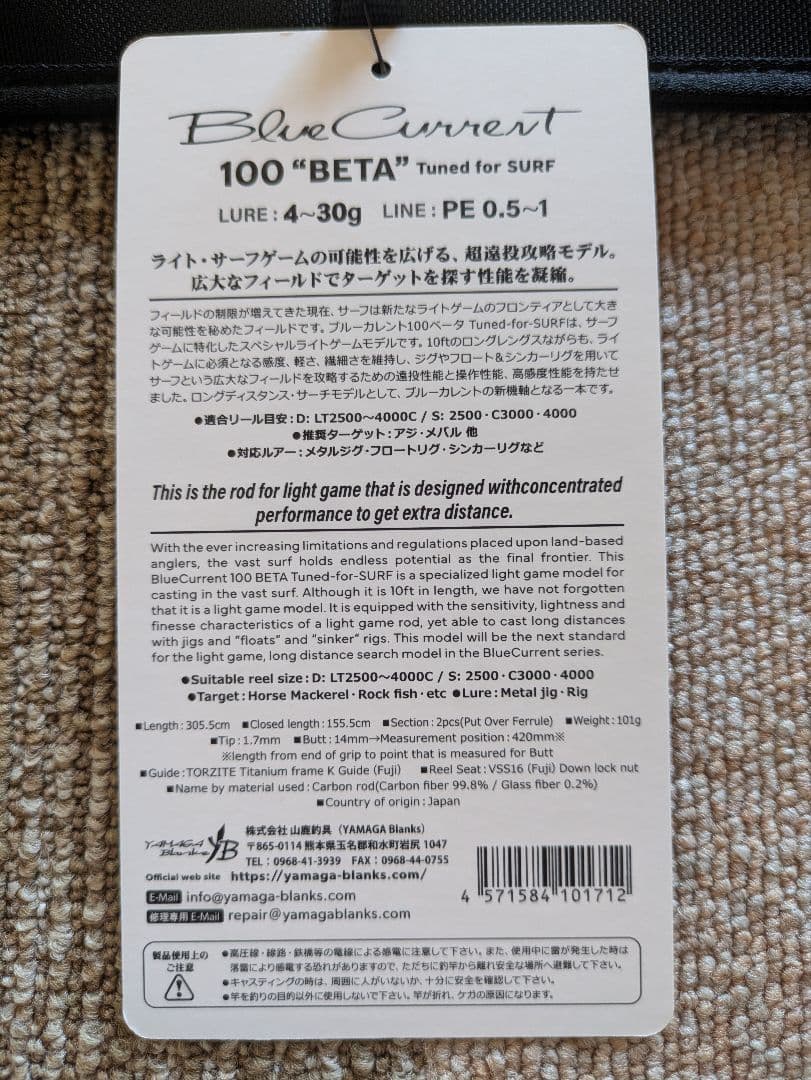 BlueCurrent
100 “BETA” Tuned for SURF
LURE : 4~30g LINE : PE 0.5~1
ライト・サーフゲームの可能性を広げる、超遠投攻略モデル。
広大なフィールドでターゲットを探す性能を凝縮。
フィールドの制限が増えてきた現在、サーフは新たなライトゲームのフロンティアとして大き
な可能性を秘めたフィールドです。ブルーカレント100ベータ Tuned-for-SURFは、サーフ
ゲームに特化したスペシャルライトゲームモデルです。10ftのロングレングスながらも、ライ
トゲームに必須となる感度、軽さ、繊細さを維持し、ジグやフロート&シンカーリグを用いて
サーフという広大なフィールドを攻略するための遠投性能と操作性能、高感度性能を持たせ
ました。ロングディスタンス・サーチモデルとして、ブルーカレントの新機軸となる一本です。
●適合リール目安 : D: LT2500~4000C / S: 2500・C3000・4000
●推奨ターゲット : アジ・メバル 他
●対応ルアー : メタルジグ・フロートリグ・シンカーリグなど
This is the rod for light game that is designed withconcentrated
performance to get extra distance.
With the ever increasing limitations and regulations placed upon land-based
anglers, the vast surf holds endless potential as the final frontier. This
BlueCurrent 100 BETA Tuned-for-SURF is a specialized light game model for
casting in the vast surf. Although it is 10ft in length, we have not forgotten
that it is a light game model. It is equipped with the sensitivity, lightness and
finesse characteristics of a light game rod, yet able to cast long distances
with jigs and "floats" and "sinker" rigs. This model will be the next standard
for the light game, long distance search model in the BlueCurrent series.
●Suitable reel size : D: LT2500~4000C / S: 2500・C3000・4000
●Target : Horse Mackerel・Rock fish・etc ●Lure : Metal jig・Rig
■Length : 305.5cm ■Closed length : 155.5cm ■Section : 2pcs(Put Over Ferrule) ■Weight : 101g
■Tip : 1.7mm ■Butt : 14mm→Measurement position : 420mm※
※length from end of grip to point that is measured for Butt
■Guide : TORZITE Titanium frame K Guide (Fuji) ■Reel Seat : VSS16 (Fuji) Down lock nut
■Name by material used : Carbon rod(Carbon fiber 99.8% / Glass fiber 0.2%)
■Country of origin : Japan
YAMAGA Blanks YB
株式会社 山鹿釣具 (YAMAGA Blanks)
〒865-0114 熊本県玉名郡和水町岩尻 1047
TEL : 0968-41-3939 FAX : 0968-44-0755
Official web site https://yamaga-blanks.com/
E-Mail info@yamaga-blanks.com
修理専用 E-Mail repair@yamagablanks.com
4 571584 101712
製品使用上の
ご注意
●高圧線・線路・鉄橋等の電線による感電に注意して下さい。また、使用中に雷が発生した時は
落雷により感電する恐れがありますので、ただちに釣竿から離れ安全な場所へ避難して下さい。
●キャスティングの時は、周囲に人がいないか、十分に安全を確認して下さい。
●竿を釣りの目的以外に使用しないで下さい。竿が折れ、ケガの原因になります。